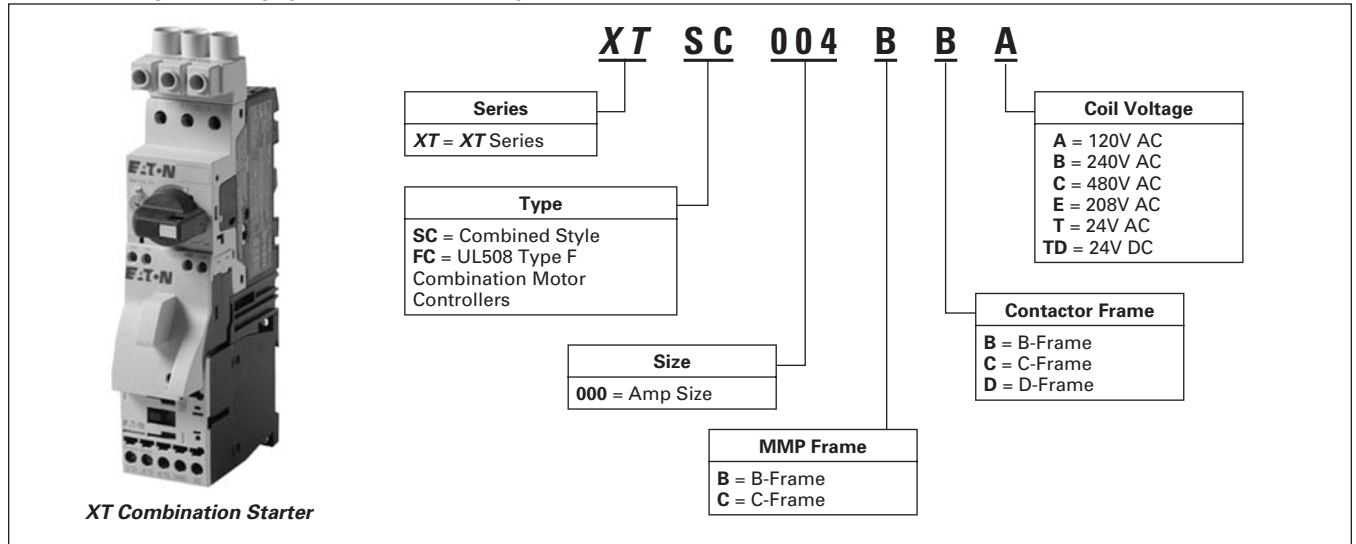 XT SC 004 B B A
Series
XT = XT Series
Type
SC = Combined Style
FC = UL508 Type F
Combination Motor
Controllers
Size
000 = Amp Size
MMP Frame
B = B-Frame
C = C-Frame
Contactor Frame
B = B-Frame
C = C-Frame
D = D-Frame
Coil Voltage
A = 120V AC
B = 240V AC
C = 480V AC
E = 208V AC
T = 24V AC
TD = 24V DC
E·T·N
E·T·N
XT Combination Starter